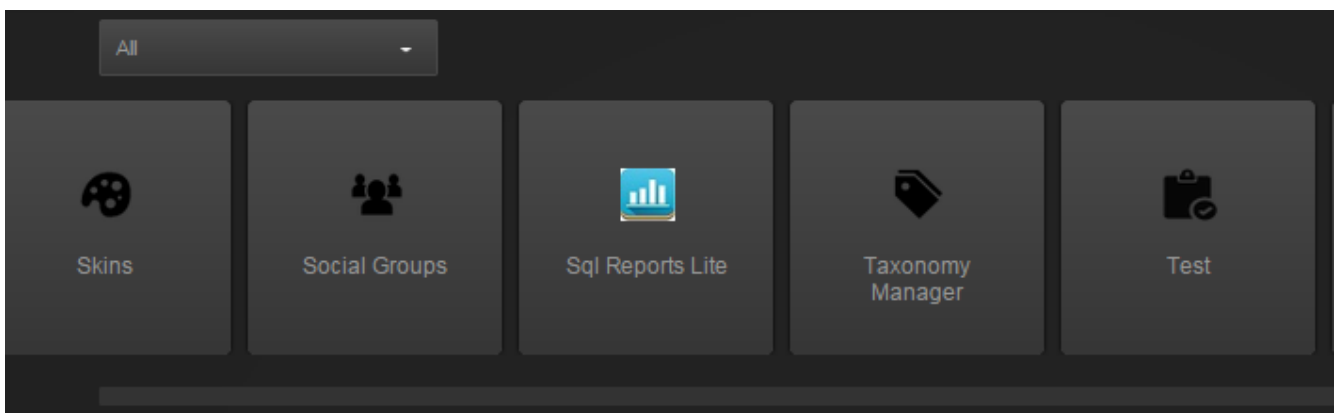 All
Skins
Social Groups
Sql Reports Lite
Taxonomy
Manager
Test